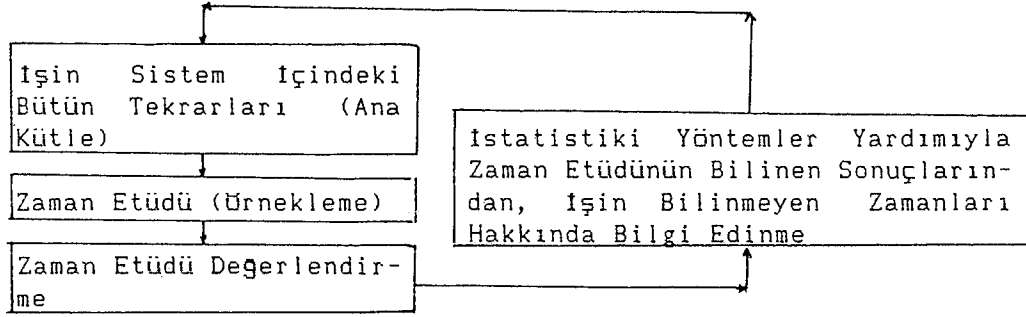 İşin Sistem İçindeki
Bütün Tekrarları (Ana
Kütle)
Zaman Etüdü (Örnekleme)
Zaman Etüdü Değerlendir-
me
İstatistiki Yöntemler Yardımıyla
Zaman Etüdünün Bilinen Sonuçların-
dan, İşin Bilinmeyen Zamanları
Hakkında Bilgi Edinme